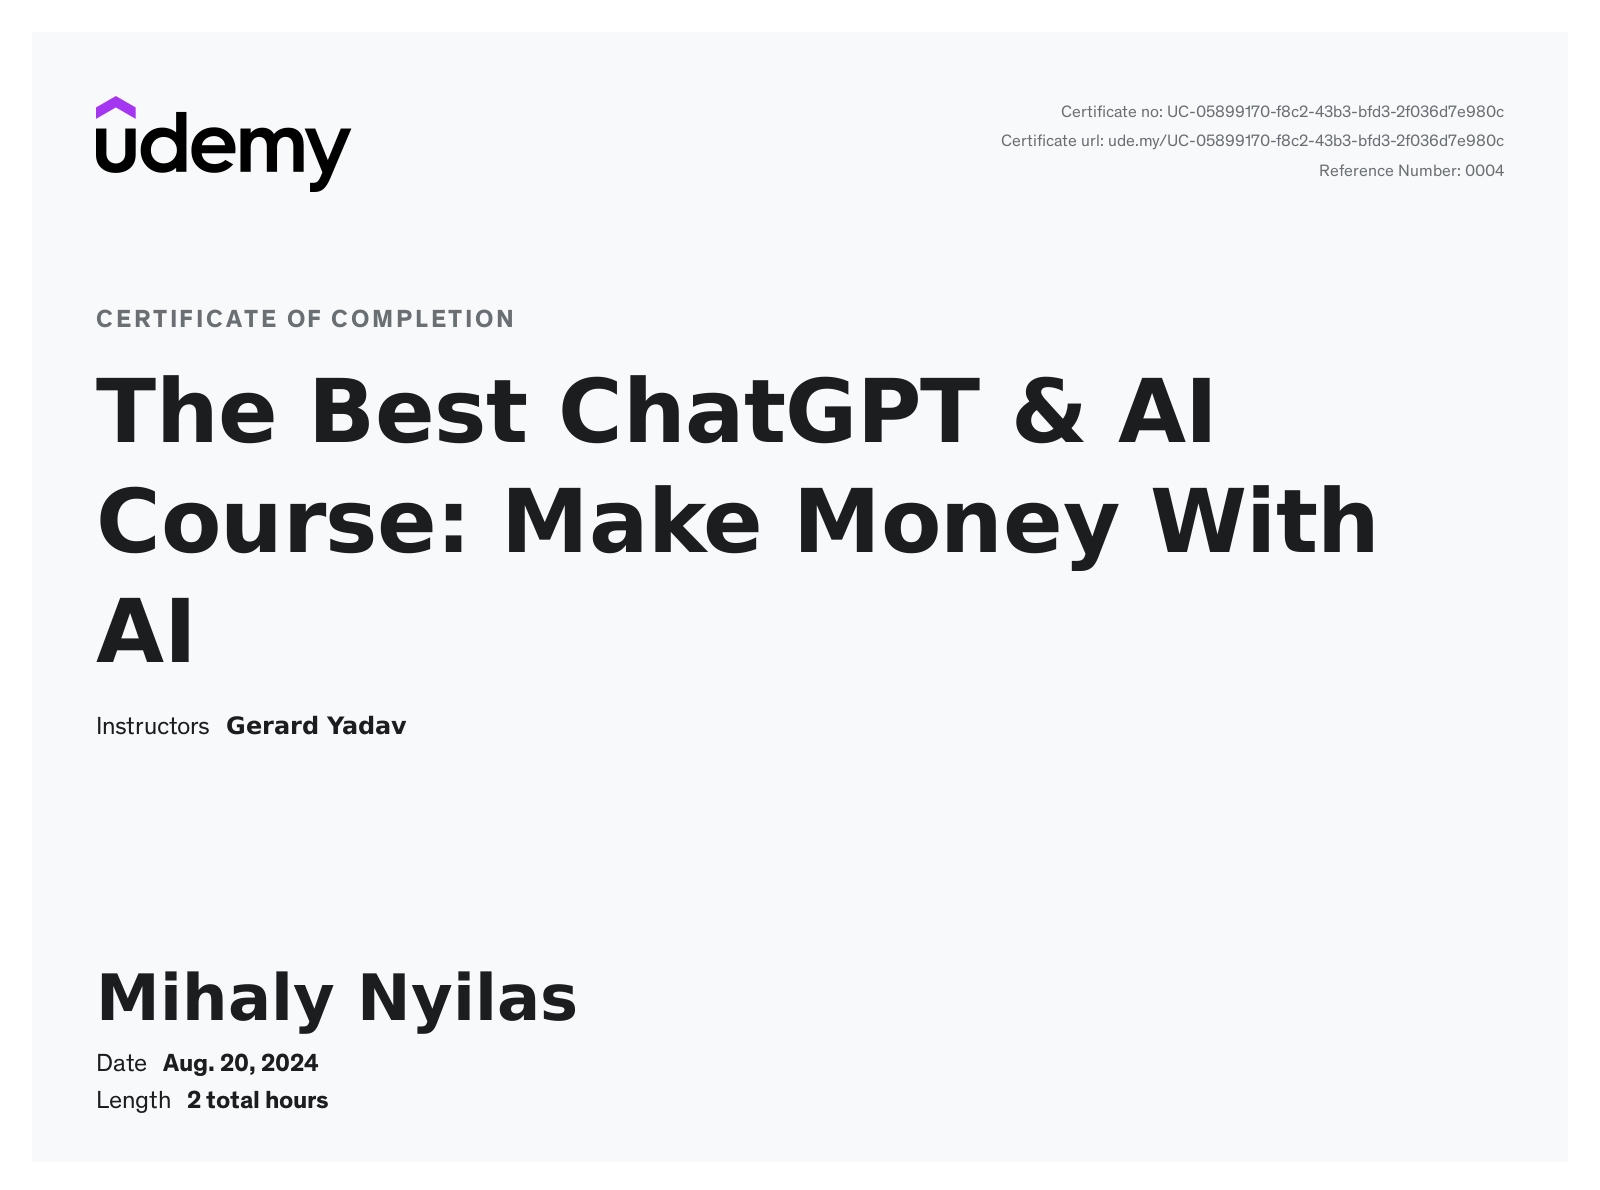 udemy
Certificate no: UC-05899170-f8c2-43b3-bfd3-2f036d7e980c
Certificate url: ude.my/UC-05899170-f8c2-43b3-bfd3-2f036d7e980c
Reference Number: 0004
CERTIFICATE OF COMPLETION
The Best ChatGPT & AI
Course: Make Money With
AI
Instructors Gerard Yadav
Mihaly Nyilas
Date Aug. 20, 2024
Length 2 total hours